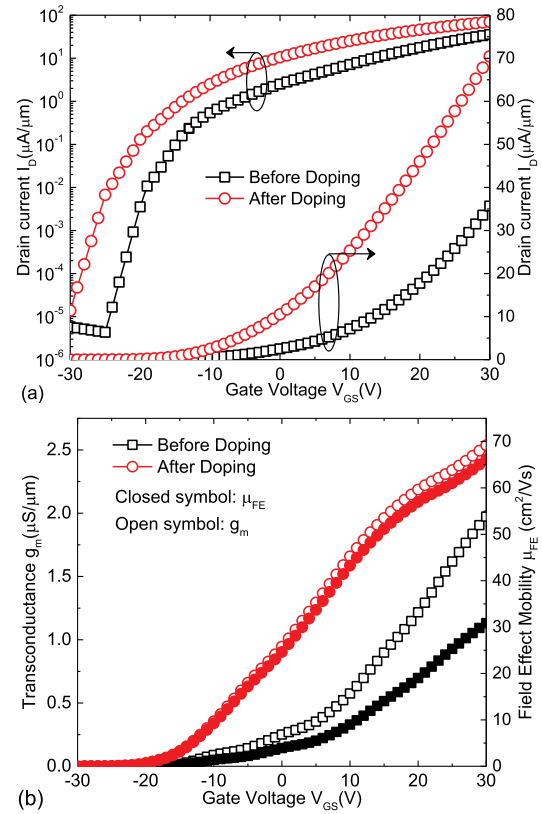 10² 80
10¹ 70
10⁰ 60
10⁻¹ 50
10⁻² 40
10⁻³ 30
10⁻⁴ 20
10⁻⁵ 10
10⁻⁶ 0
Drain current I_D(µA/µm)
Before Doping
After Doping
Drain current I_D(µA/µm)
-30 -20 -10 0 10 20 30
(a) Gate Voltage V_GS(V)
2.5 70
2.0 60
1.5 50
1.0 40
0.5 30
0.0 20
10
0
Transconductance g_m(µS/µm)
Before Doping
After Doping
Closed symbol: µ_FE
Open symbol: g_m
Field Effect Mobility µ_FE (cm²/Vs)
-30 -20 -10 0 10 20 30
(b) Gate Voltage V_GS(V)